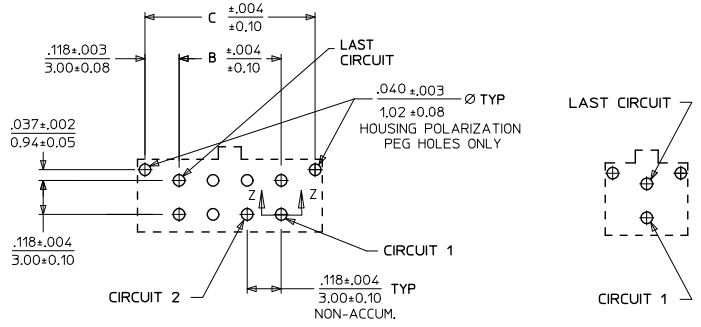 C ±.004
±0.10
.118±.003
3.00±0.08
B ±.004
±0.10
LAST
CIRCUIT
.040 ±.003
1.02 ±0.08
Ø TYP
HOUSING POLARIZATION
PEG HOLES ONLY
.037±.002
0.94±0.05
Z Z
.118±.004
3.00±0.10
CIRCUIT 1
CIRCUIT 2
.118±.004
3.00±0.10
TYP
NON-ACCUM.
LAST CIRCUIT
CIRCUIT 1